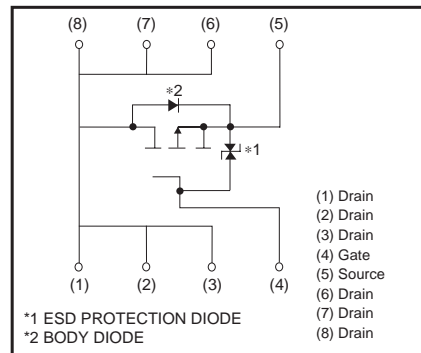 (8) (7) (6) (5)
*2
*1
(1) Drain
(2) Drain
(3) Drain
(4) Gate
(5) Source
(6) Drain
(7) Drain
(8) Drain
(1) (2) (3) (4)
*1 ESD PROTECTION DIODE
*2 BODY DIODE